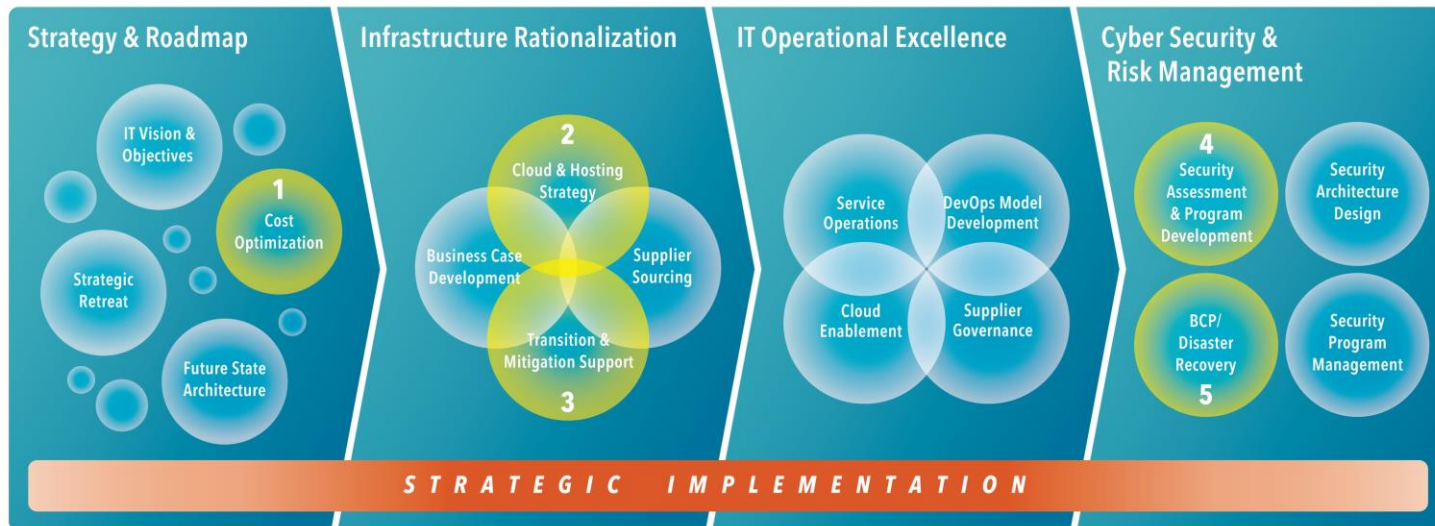 Strategy & Roadmap
IT Vision &
Objectives
1
Cost
Optimization
Strategic
Retreat
Future State
Architecture
Infrastructure Rationalization
2
Cloud & Hosting
Strategy
Business Case
Development
Supplier
Sourcing
Transition &
Mitigation Support
3
IT Operational Excellence
Service
Operations
DevOps Model
Development
Cloud
Enablement
Supplier
Governance
Cyber Security &
Risk Management
4
Security
Assessment
& Program
Development
Security
Architecture
Design
BCP/
Disaster
Recovery
5
Security
Program
Management
STRATEGIC IMPLEMENTATION